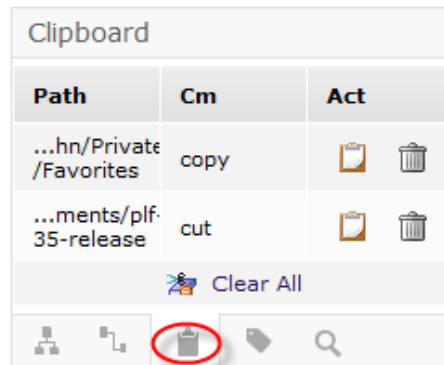 Clipboard
Path Cm Act
...hn/Private
/Favorites
copy
...ments/plf-
35-release
cut
Clear All